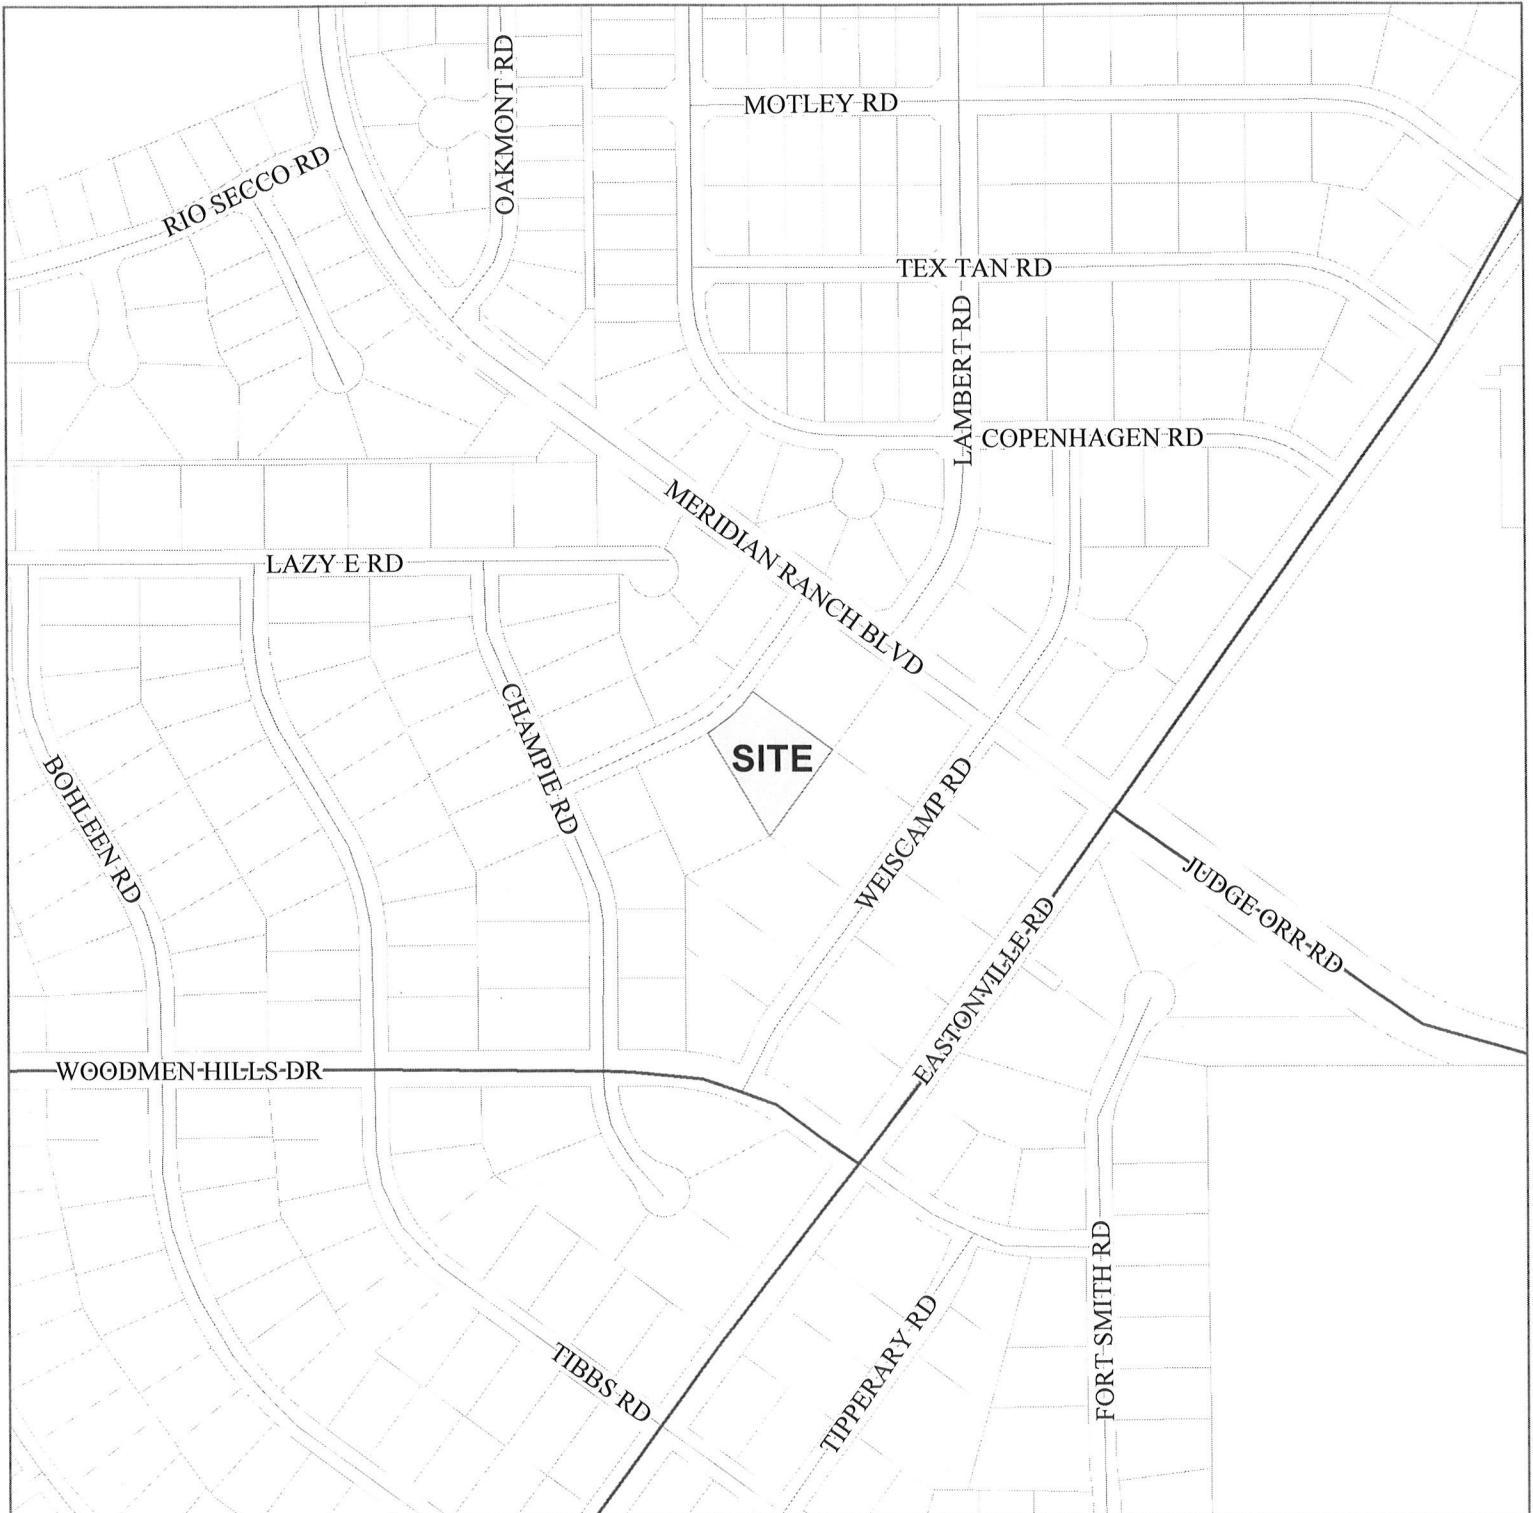 OAKMONT RD
MOTLEY RD
RIO SECCO RD
TEX TAN RD
LAMBERT RD
COPENHAGEN RD
MERIDIAN RANCH BLVD
LAZY E RD
CHAMPIE RD
SITE
BOHLEEN RD
WEISCAMP RD
JUDGE ORR RD
EASTONVILLE RD
WOODMEN HILLS DR
FORT SMITH RD
TIPPERARY RD
TIBBS RD